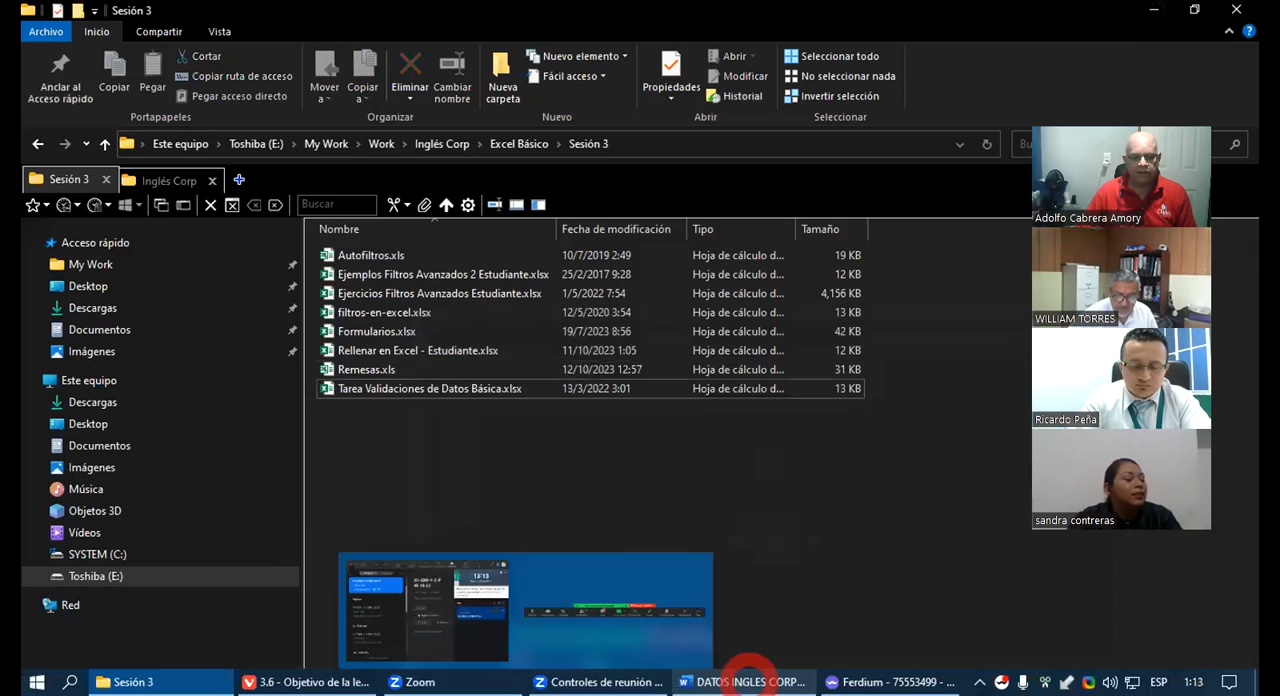 Sesión 3
Archivo Inicio Compartir Vista
Anclar al Acceso rápido
Copiar
Pegar
Cortar
Copiar ruta de acceso
Pegar acceso directo
Portapapeles
Mover a
Copiar a
Eliminar
Cambiar nombre
Organizar
Nueva carpeta
Nuevo elemento
Fácil acceso
Nuevo
Propiedades
Abrir
Modificar
Historial
Abrir
Seleccionar todo
No seleccionar nada
Invertir selección
Seleccionar
Este equipo Toshiba (E:) My Work Work Inglés Corp Excel Básico Sesión 3
Sesión 3 Inglés Corp
Buscar
Nombre Fecha de modificación Tipo Tamaño
Autofiltros.xls 10/7/2019 2:49 Hoja de cálculo d... 19 KB
Ejemplos Filtros Avanzados 2 Estudiante.xlsx 25/2/2017 9:28 Hoja de cálculo d... 12 KB
Ejercicios Filtros Avanzados Estudiante.xlsx 1/5/2022 7:54 Hoja de cálculo d... 4,156 KB
filtros-en-excel.xlsx 12/5/2020 3:54 Hoja de cálculo d... 13 KB
Formularios.xlsx 19/7/2023 8:56 Hoja de cálculo d... 42 KB
Rellenar en Excel - Estudiante.xlsx 11/10/2023 1:05 Hoja de cálculo d... 12 KB
Remesas.xls 12/10/2023 12:57 Hoja de cálculo d... 31 KB
Tarea Validaciones de Datos Básica.xlsx 13/3/2022 3:01 Hoja de cálculo d... 13 KB
Acceso rápido
My Work
Desktop
Descargas
Documentos
Imágenes
Este equipo
Descargas
Desktop
Documentos
Imágenes
Música
Objetos 3D
Vídeos
SYSTEM (C:)
Toshiba (E:)
Red
Adolfo Cabrera Amory
WILLIAM TORRES
Ricardo Peña
sandra contreras
13:13
Sesión 3 3.6 - Objetivo de la le... Zoom Controles de reunión ... DATOS INGLES CORP... Ferdium - 75553499 - ... ESP 1:13